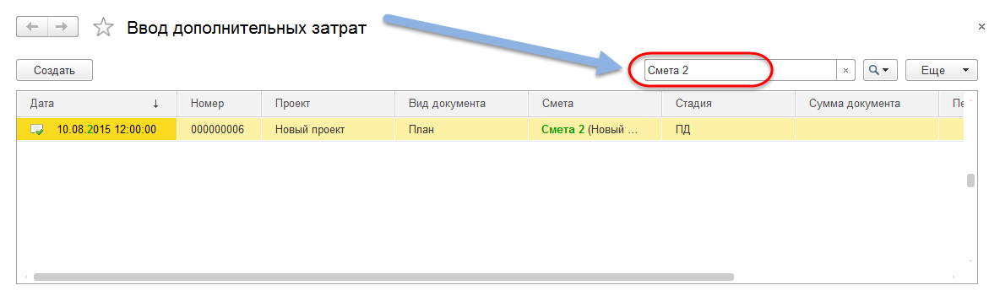 Ввод дополнительных затрат
Создать Смета 2 Еще
Дата Номер Проект Вид документа Смета Стадия Сумма документа Пе
10.08.2015 12:00:00 000000006 Новый проект План Смета 2 (Новый ... ПД